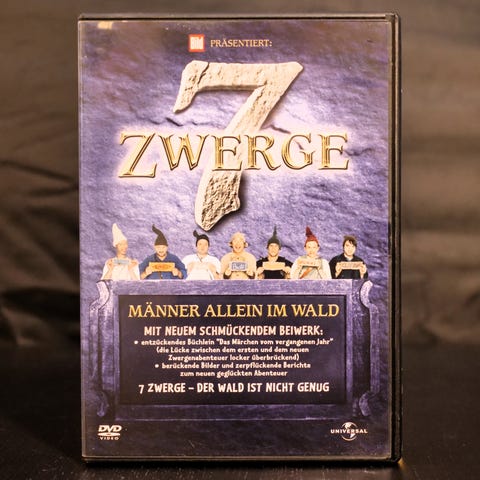 Bild PRÄSENTIERT:
7
ZWERGE
MÄNNER ALLEIN IM WALD
MIT NEUEM SCHMÜCKENDEM BEIWERK:
• entzückendes Büchlein "Das Märchen vom vergangenen Jahr"
(die Lücke zwischen dem ersten und dem neuen
Zwergenabenteuer locker überbrückend)
• berückende Bilder und zerpflückende Berichte
zum neuen geglückten Abenteuer
7 ZWERGE – DER WALD IST NICHT GENUG
DVD
VIDEO
UNIVERSAL